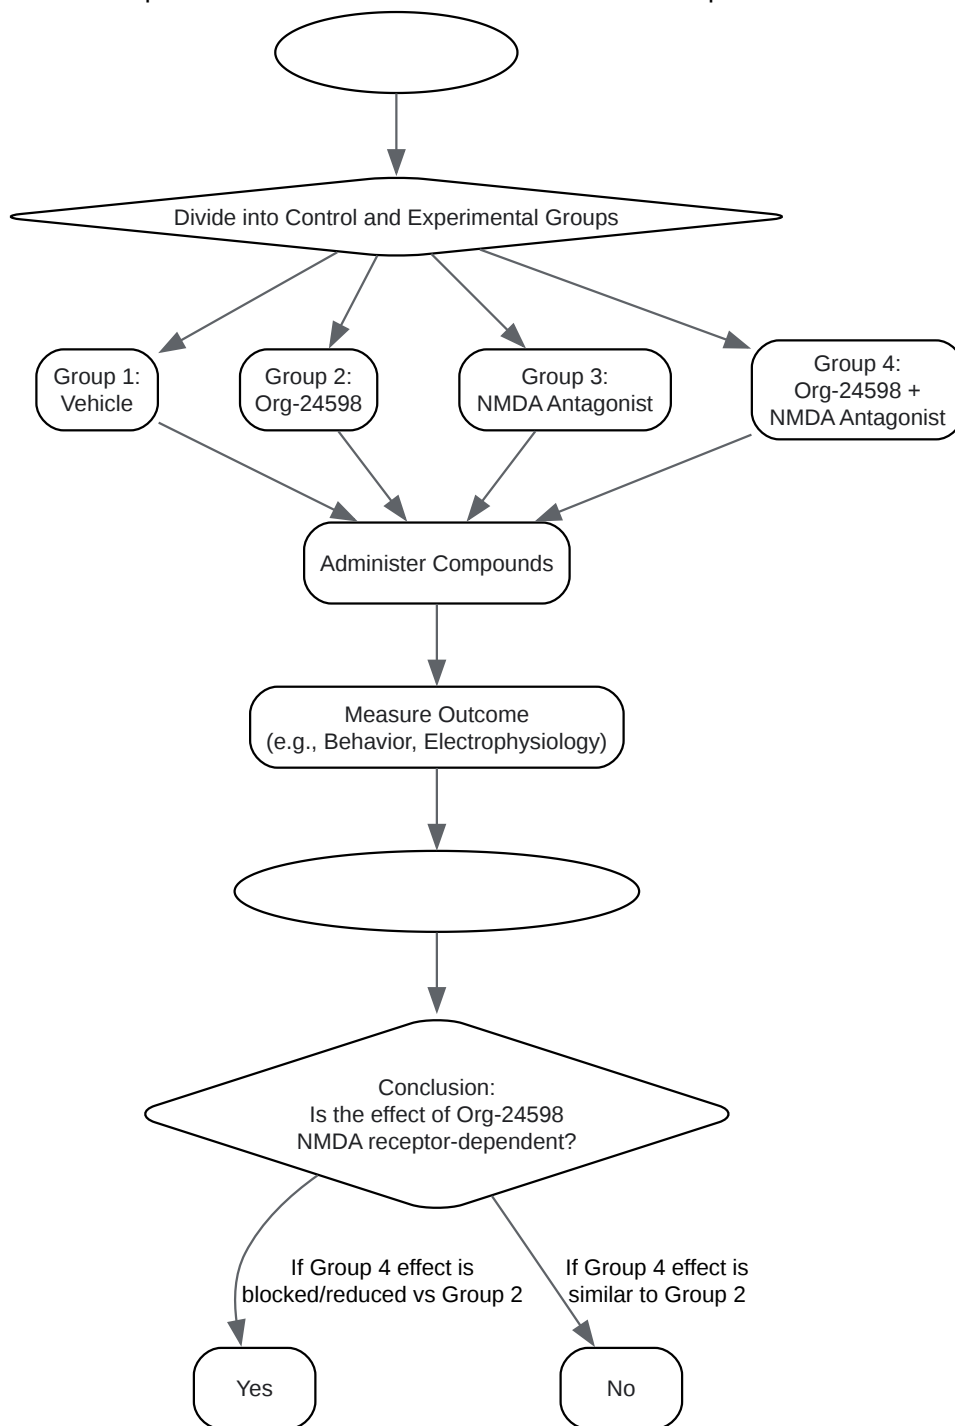 Divide into Control and Experimental Groups
Group 1:
Vehicle
Group 2:
Org-24598
Group 3:
NMDA Antagonist
Group 4:
Org-24598 +
NMDA Antagonist
Administer Compounds
Measure Outcome
(e.g., Behavior, Electrophysiology)
Conclusion:
Is the effect of Org-24598
NMDA receptor-dependent?
If Group 4 effect is
blocked/reduced vs Group 2
If Group 4 effect is
similar to Group 2
Yes
No